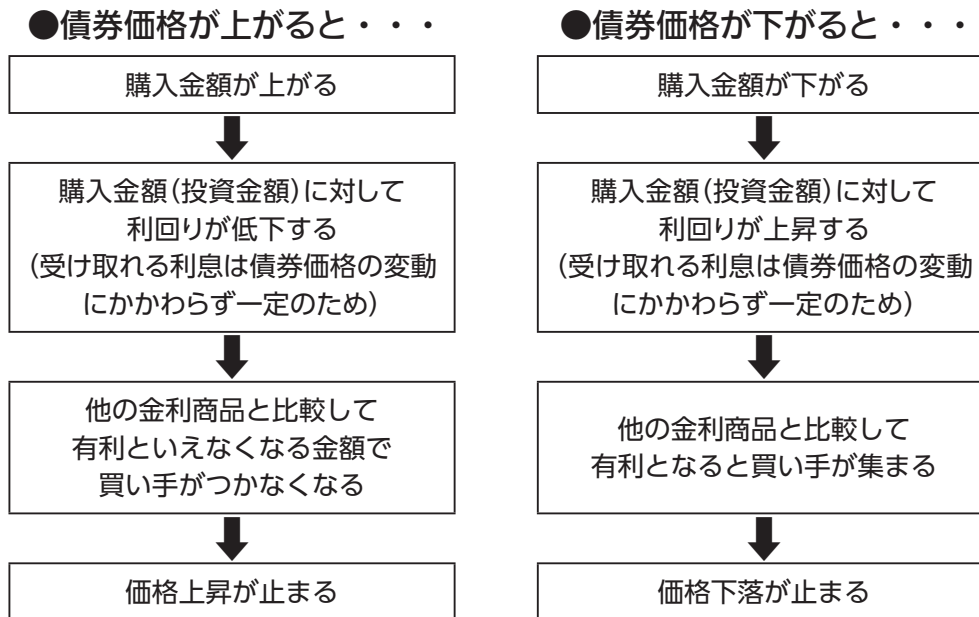 ●債券価格が上がると・・・
購入金額が上がる
購入金額(投資金額)に対して
利回りが低下する
(受け取れる利息は債券価格の変動
にかかわらず一定のため)
他の金利商品と比較して
有利といえなくなる金額で
買い手がつかなくなる
価格上昇が止まる
●債券価格が下がると・・・
購入金額が下がる
購入金額(投資金額)に対して
利回りが上昇する
(受け取れる利息は債券価格の変動
にかかわらず一定のため)
他の金利商品と比較して
有利となると買い手が集まる
価格下落が止まる